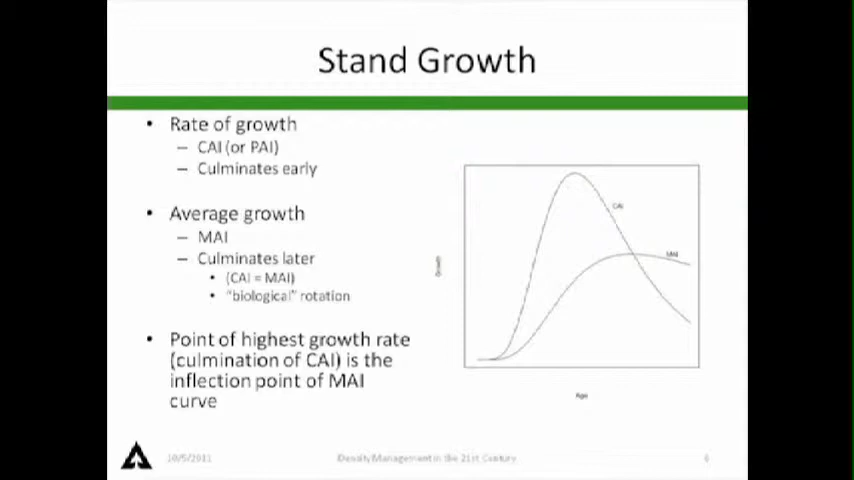 Stand Growth
• Rate of growth
– CAI (or PAI)
– Culminates early
• Average growth
– MAI
– Culminates later
• (CAI = MAI)
• "biological" rotation
• Point of highest growth rate
(culmination of CAI) is the
inflection point of MAI
curve
CAI
MAI
Growth
Age
10/5/2011
Density Management in the 21st Century